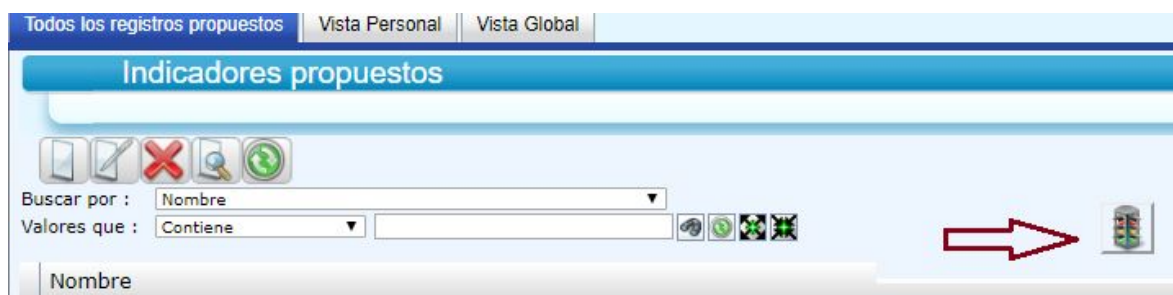 Todos los registros propuestos Vista Personal Vista Global
Indicadores propuestos
Buscar por : Nombre
Valores que : Contiene
Nombre